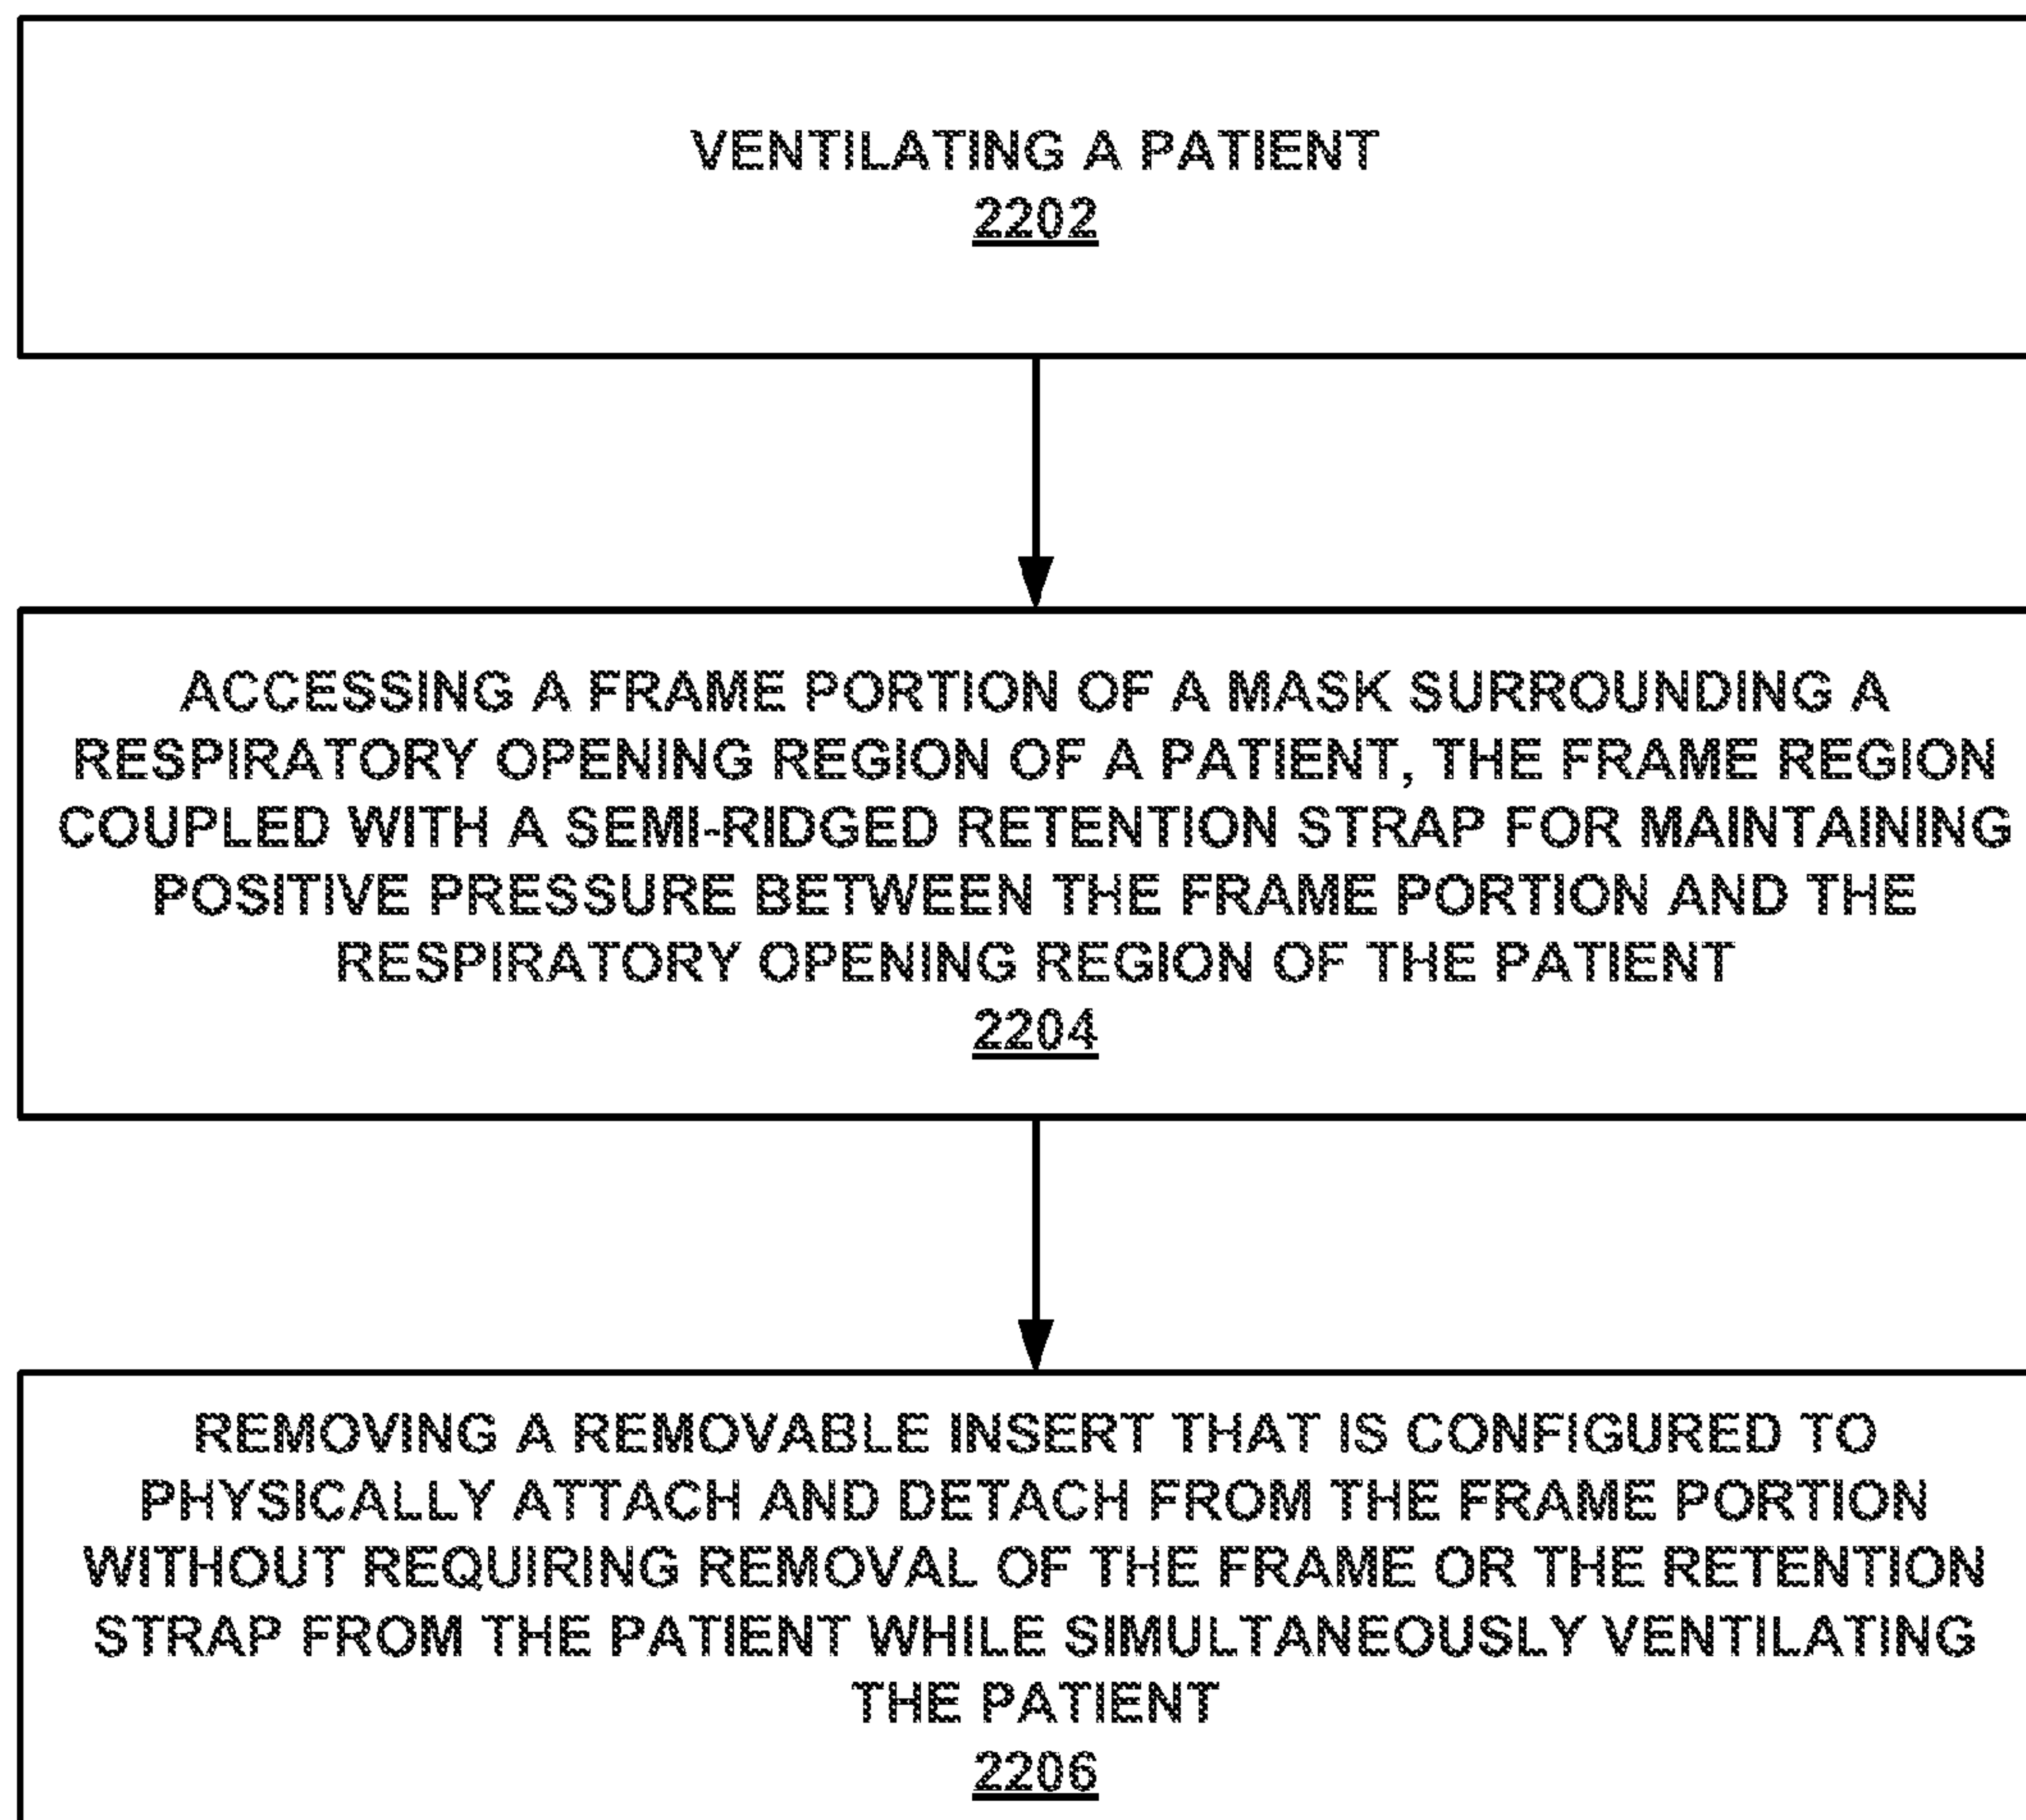 VENTILATING A PATIENT
2202
ACCESSING A FRAME PORTION OF A MASK SURROUNDING A
RESPIRATORY OPENING REGION OF A PATIENT, THE FRAME REGION
COUPLED WITH A SEMI-RIDGED RETENTION STRAP FOR MAINTAINING
POSITIVE PRESSURE BETWEEN THE FRAME PORTION AND THE
RESPIRATORY OPENING REGION OF THE PATIENT
2204
REMOVING A REMOVABLE INSERT THAT IS CONFIGURED TO
PHYSICALLY ATTACH AND DETACH FROM THE FRAME PORTION
WITHOUT REQUIRING REMOVAL OF THE FRAME OR THE RETENTION
STRAP FROM THE PATIENT WHILE SIMULTANEOUSLY VENTILATING
THE PATIENT
2206